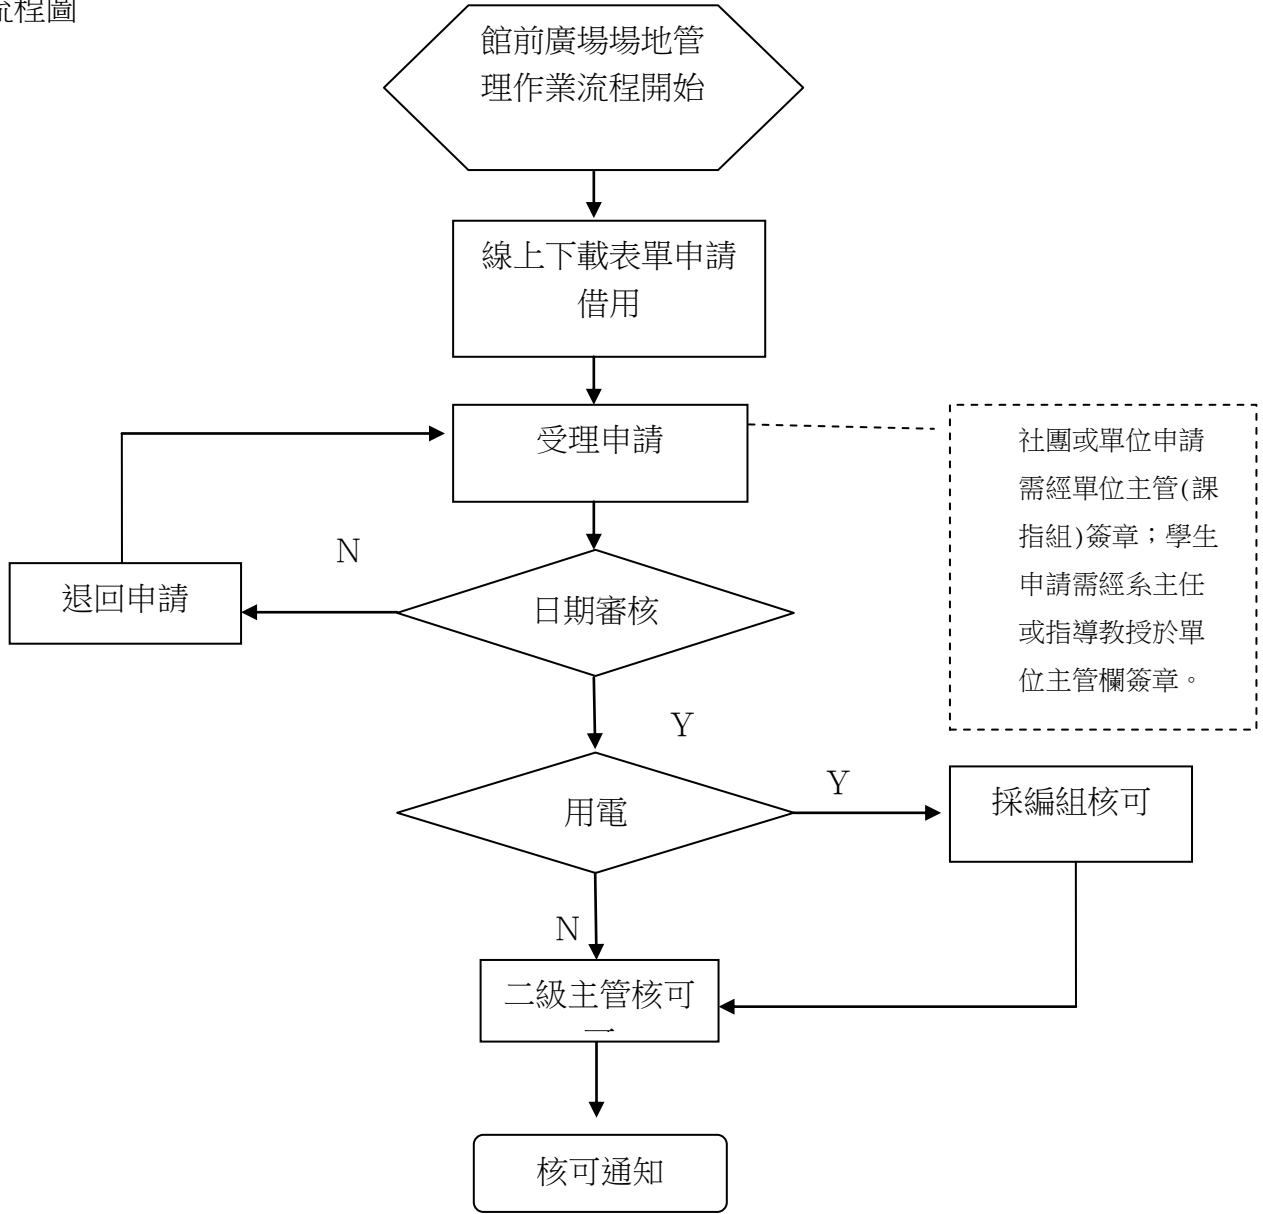 流程圖
館前廣場場地管
理作業流程開始
線上下載表單申請
借用
受理申請
社團或單位申請
需經單位主管(課
指組)簽章；學生
申請需經系主任
或指導教授於單
位主管欄簽章。
N
退回申請
日期審核
Y
用電
Y
採編組核可
N
二級主管核可
核可通知